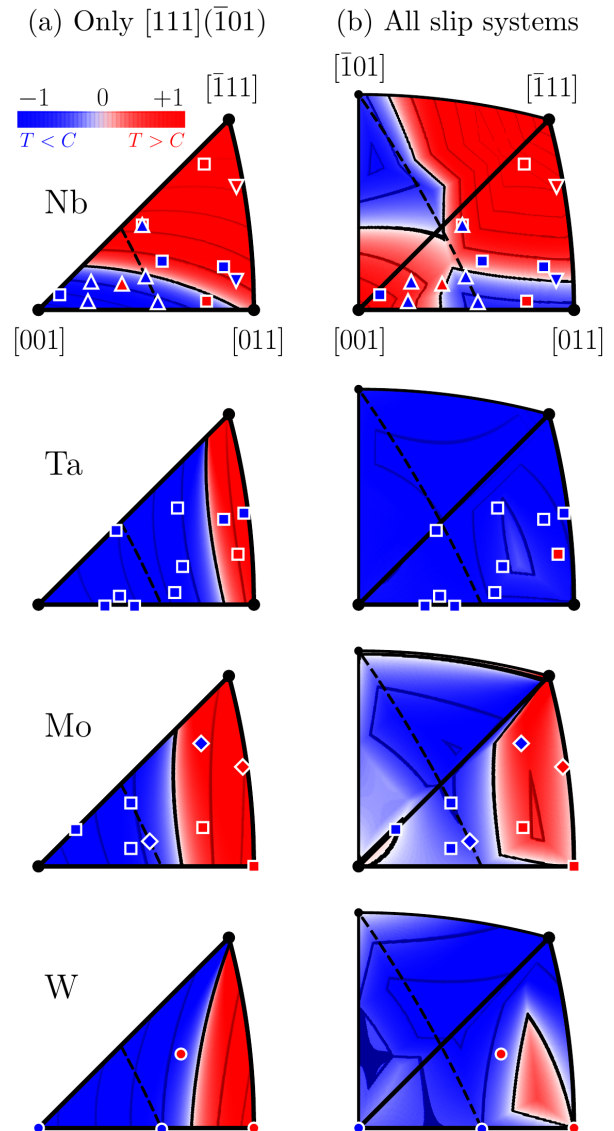 (a) Only [111](1̅01)
(b) All slip systems
[1̅01]
[1̅11]
[1̅11]
−1 0 +1
T < C T > C
Nb
[001]
[011]
[001]
[011]
Ta
Mo
W